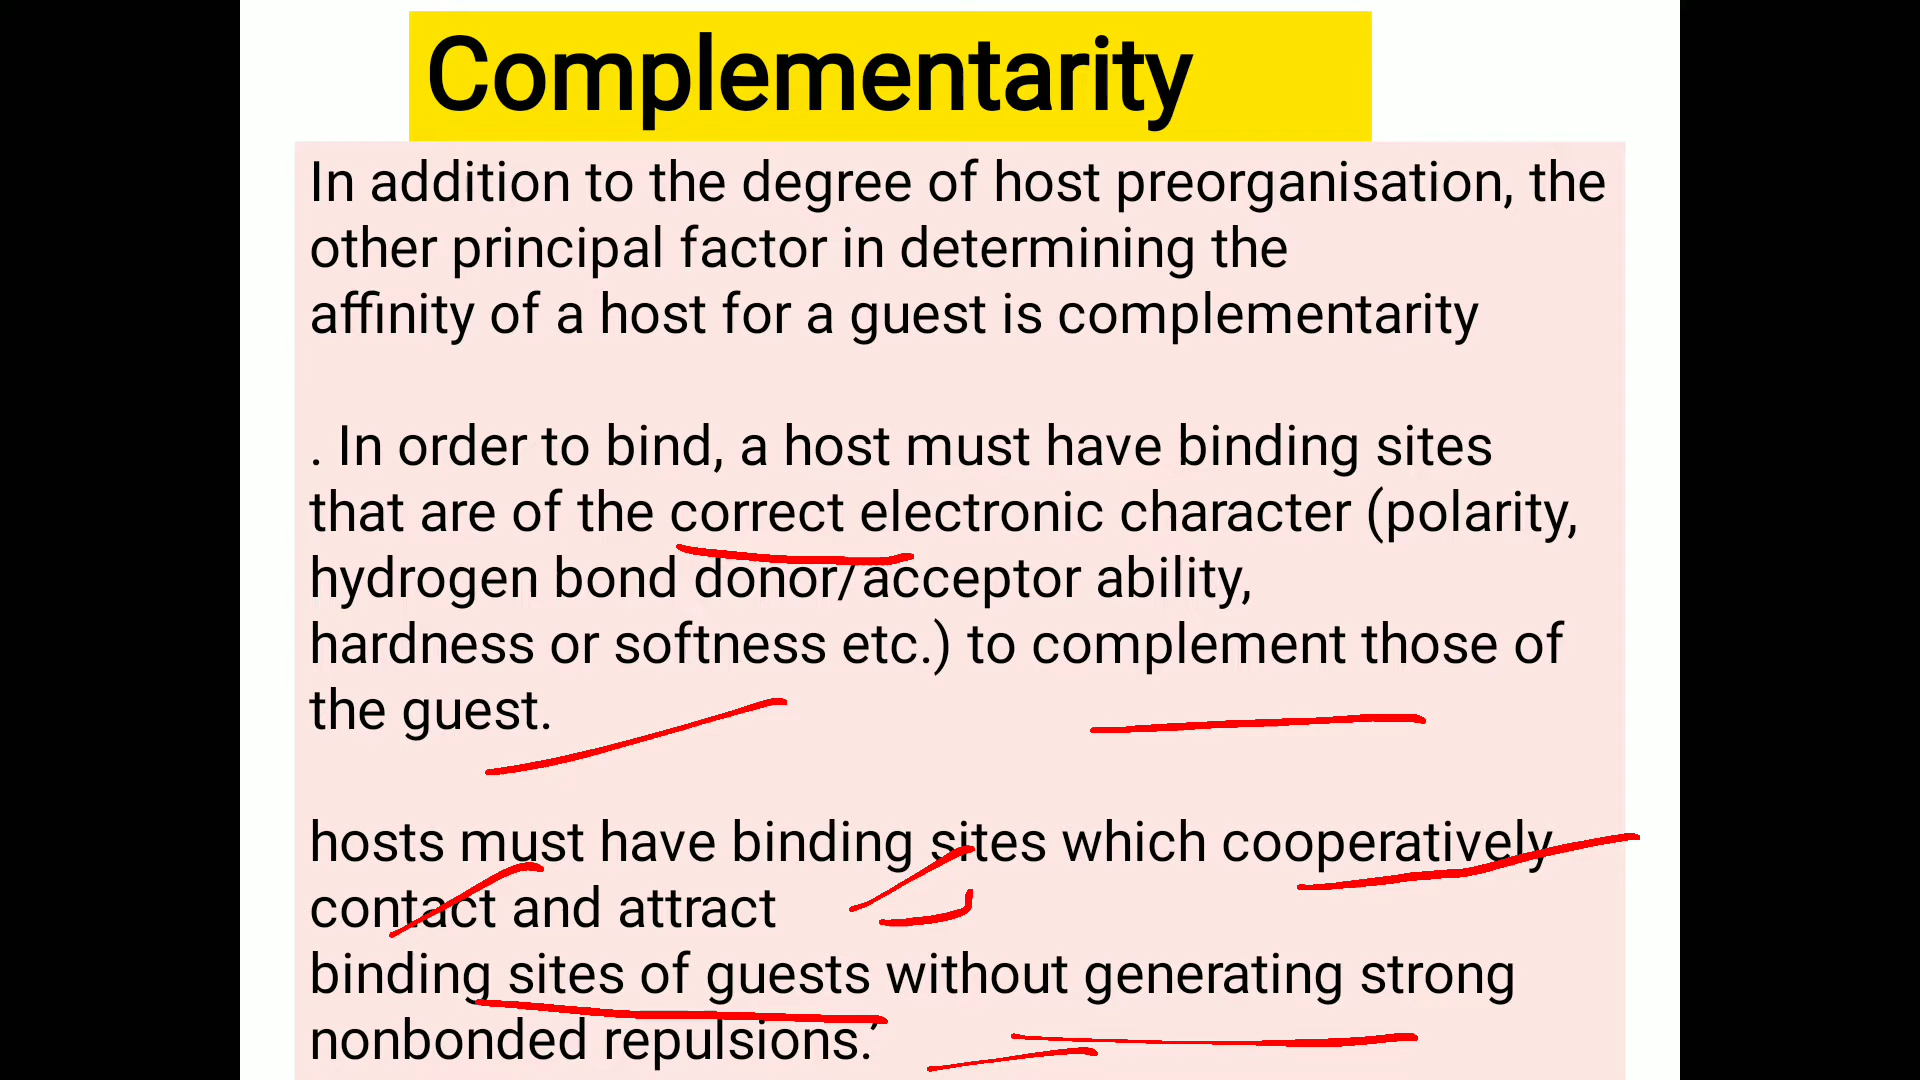 Complementarity
In addition to the degree of host preorganisation, the
other principal factor in determining the
affinity of a host for a guest is complementarity
. In order to bind, a host must have binding sites
that are of the correct electronic character (polarity,
hydrogen bond donor/acceptor ability,
hardness or softness etc.) to complement those of
the guest.
hosts must have binding sites which cooperatively
contact and attract
binding sites of guests without generating strong
nonbonded repulsions.’